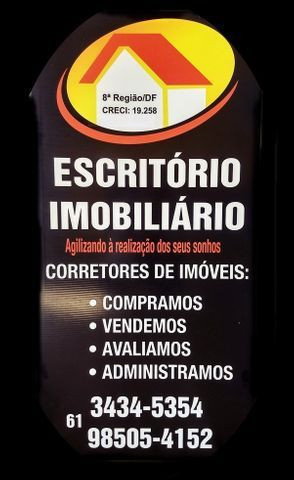 8ª Região/DF
CRECI: 19.258
ESCRITÓRIO
IMOBILIÁRIO
Agilizando à realização dos seus sonhos
CORRETORES DE IMÓVEIS:
• COMPRAMOS
• VENDEMOS
• AVALIAMOS
• ADMINISTRAMOS
3434-5354
61
98505-4152